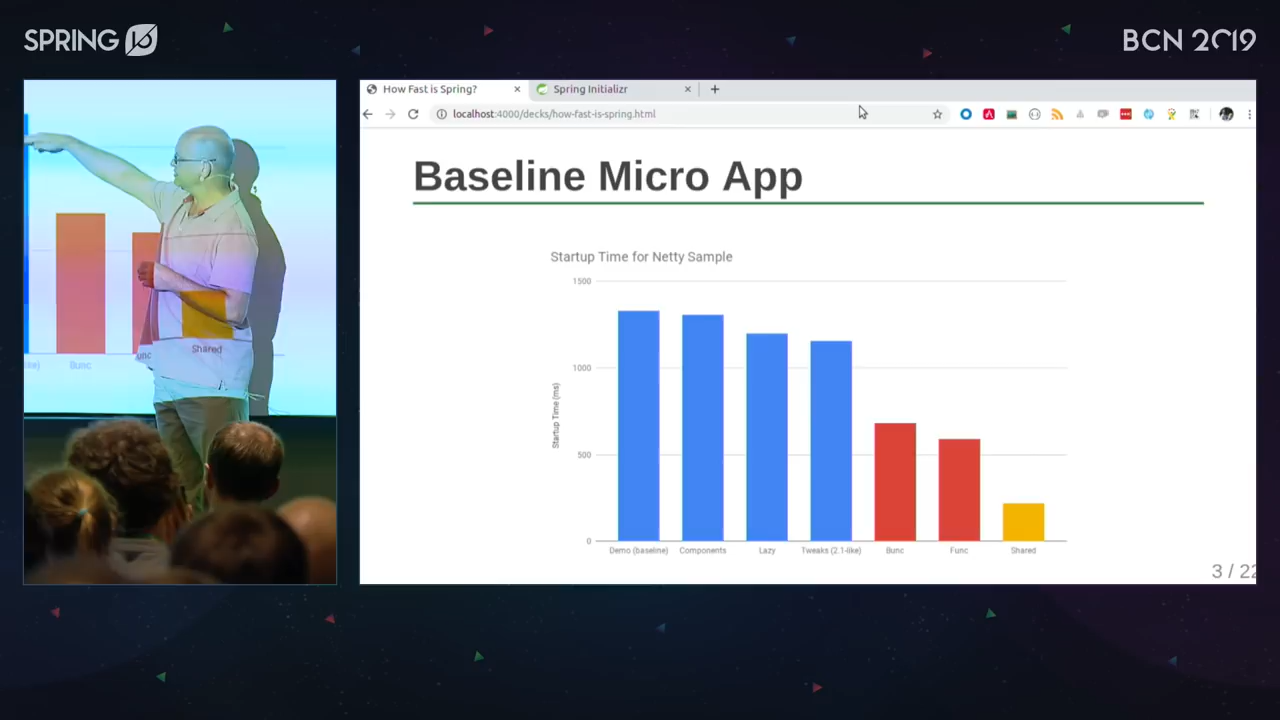 SPRING IO
BCN 2019
How Fast is Spring?
Spring Initializr
localhost:4000/decks/how-fast-is-spring.html
Baseline Micro App
Startup Time for Netty Sample
1500
1000
500
0
Startup Time (ms)
Demo (baseline)
Components
Lazy
Tweaks (2.1-like)
Bunc
Func
Shared
3 / 22
like)
Bunc
unc
Shared